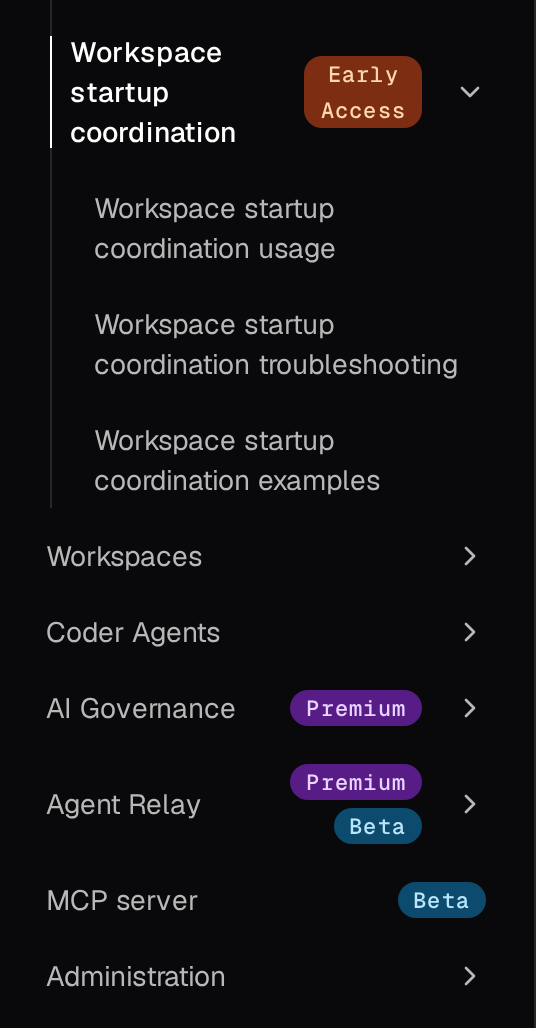 Workspace
startup
coordination
Early
Access
Workspace startup
coordination usage
Workspace startup
coordination troubleshooting
Workspace startup
coordination examples
Workspaces
Coder Agents
AI Governance
Premium
Agent Relay
Premium
Beta
MCP server
Beta
Administration